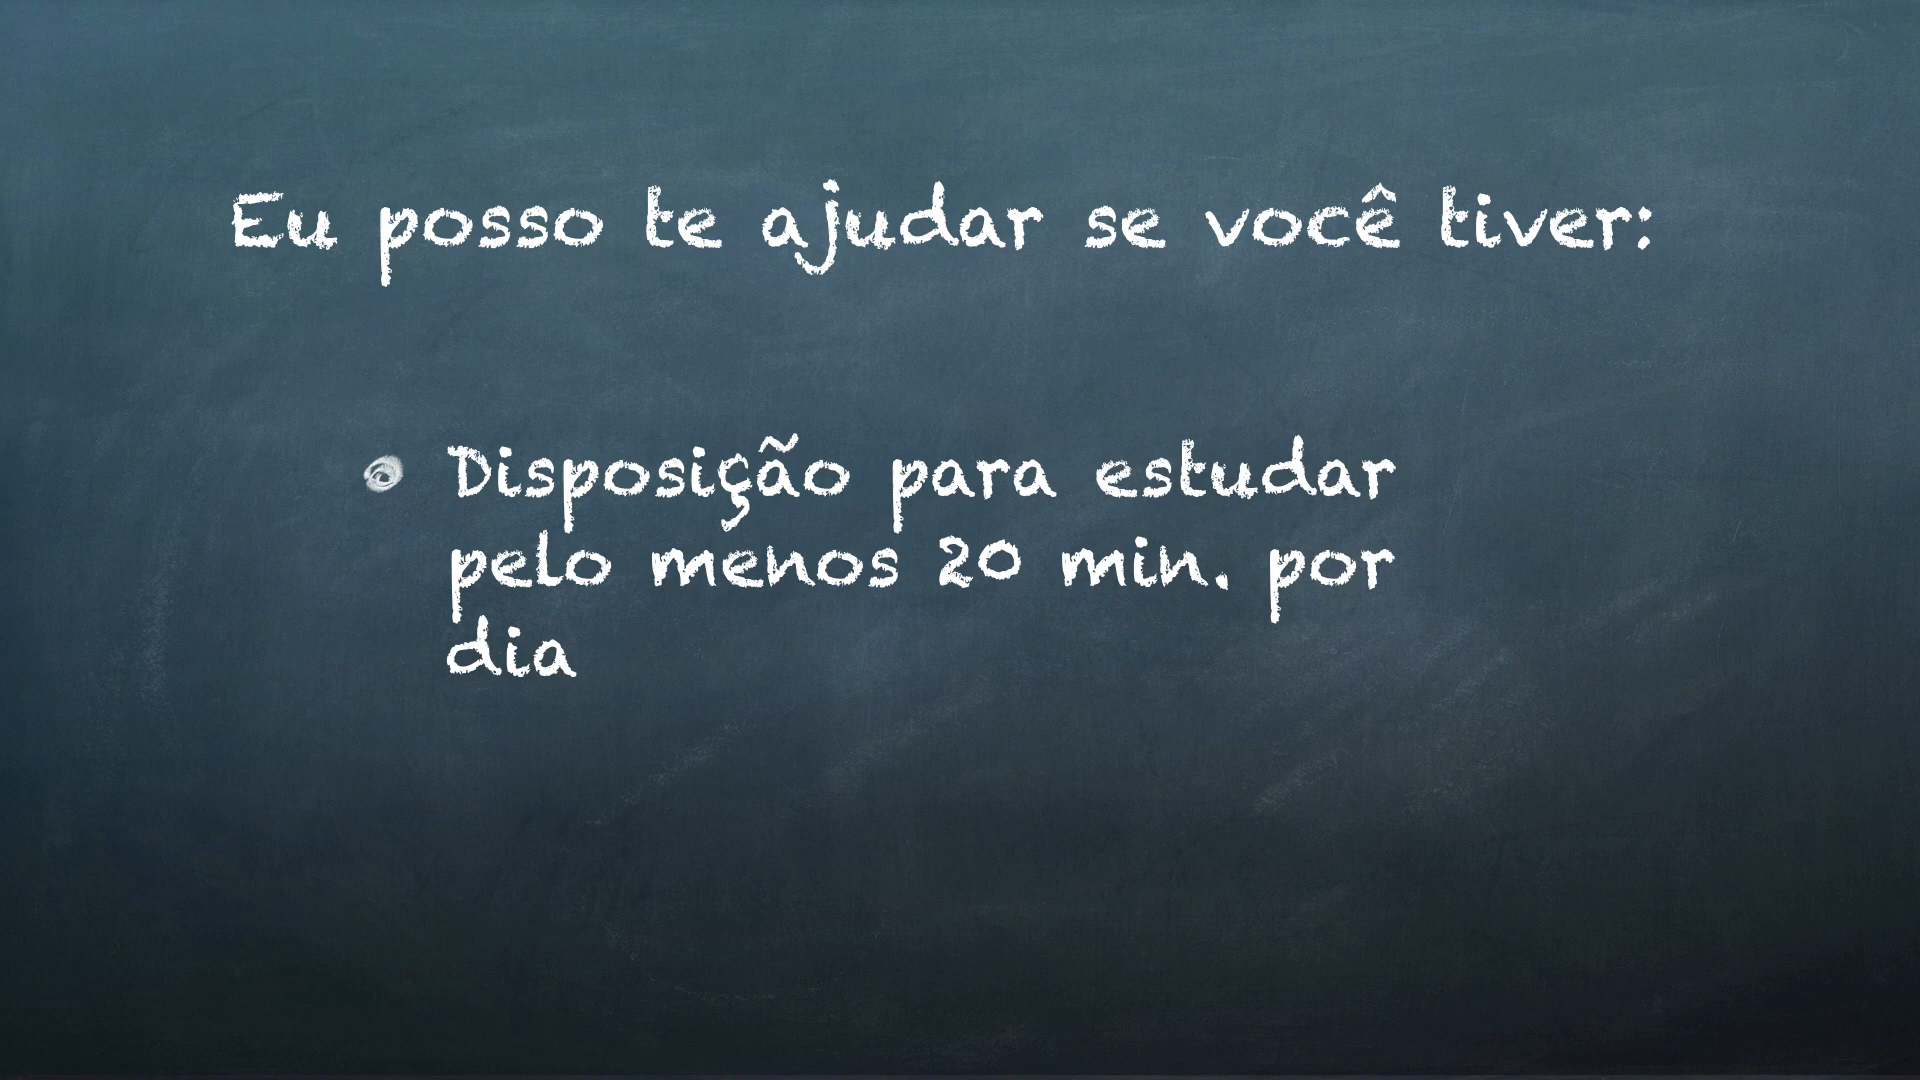 Eu posso te ajudar se você tiver:
Disposição para estudar
pelo menos 20 min. por
dia